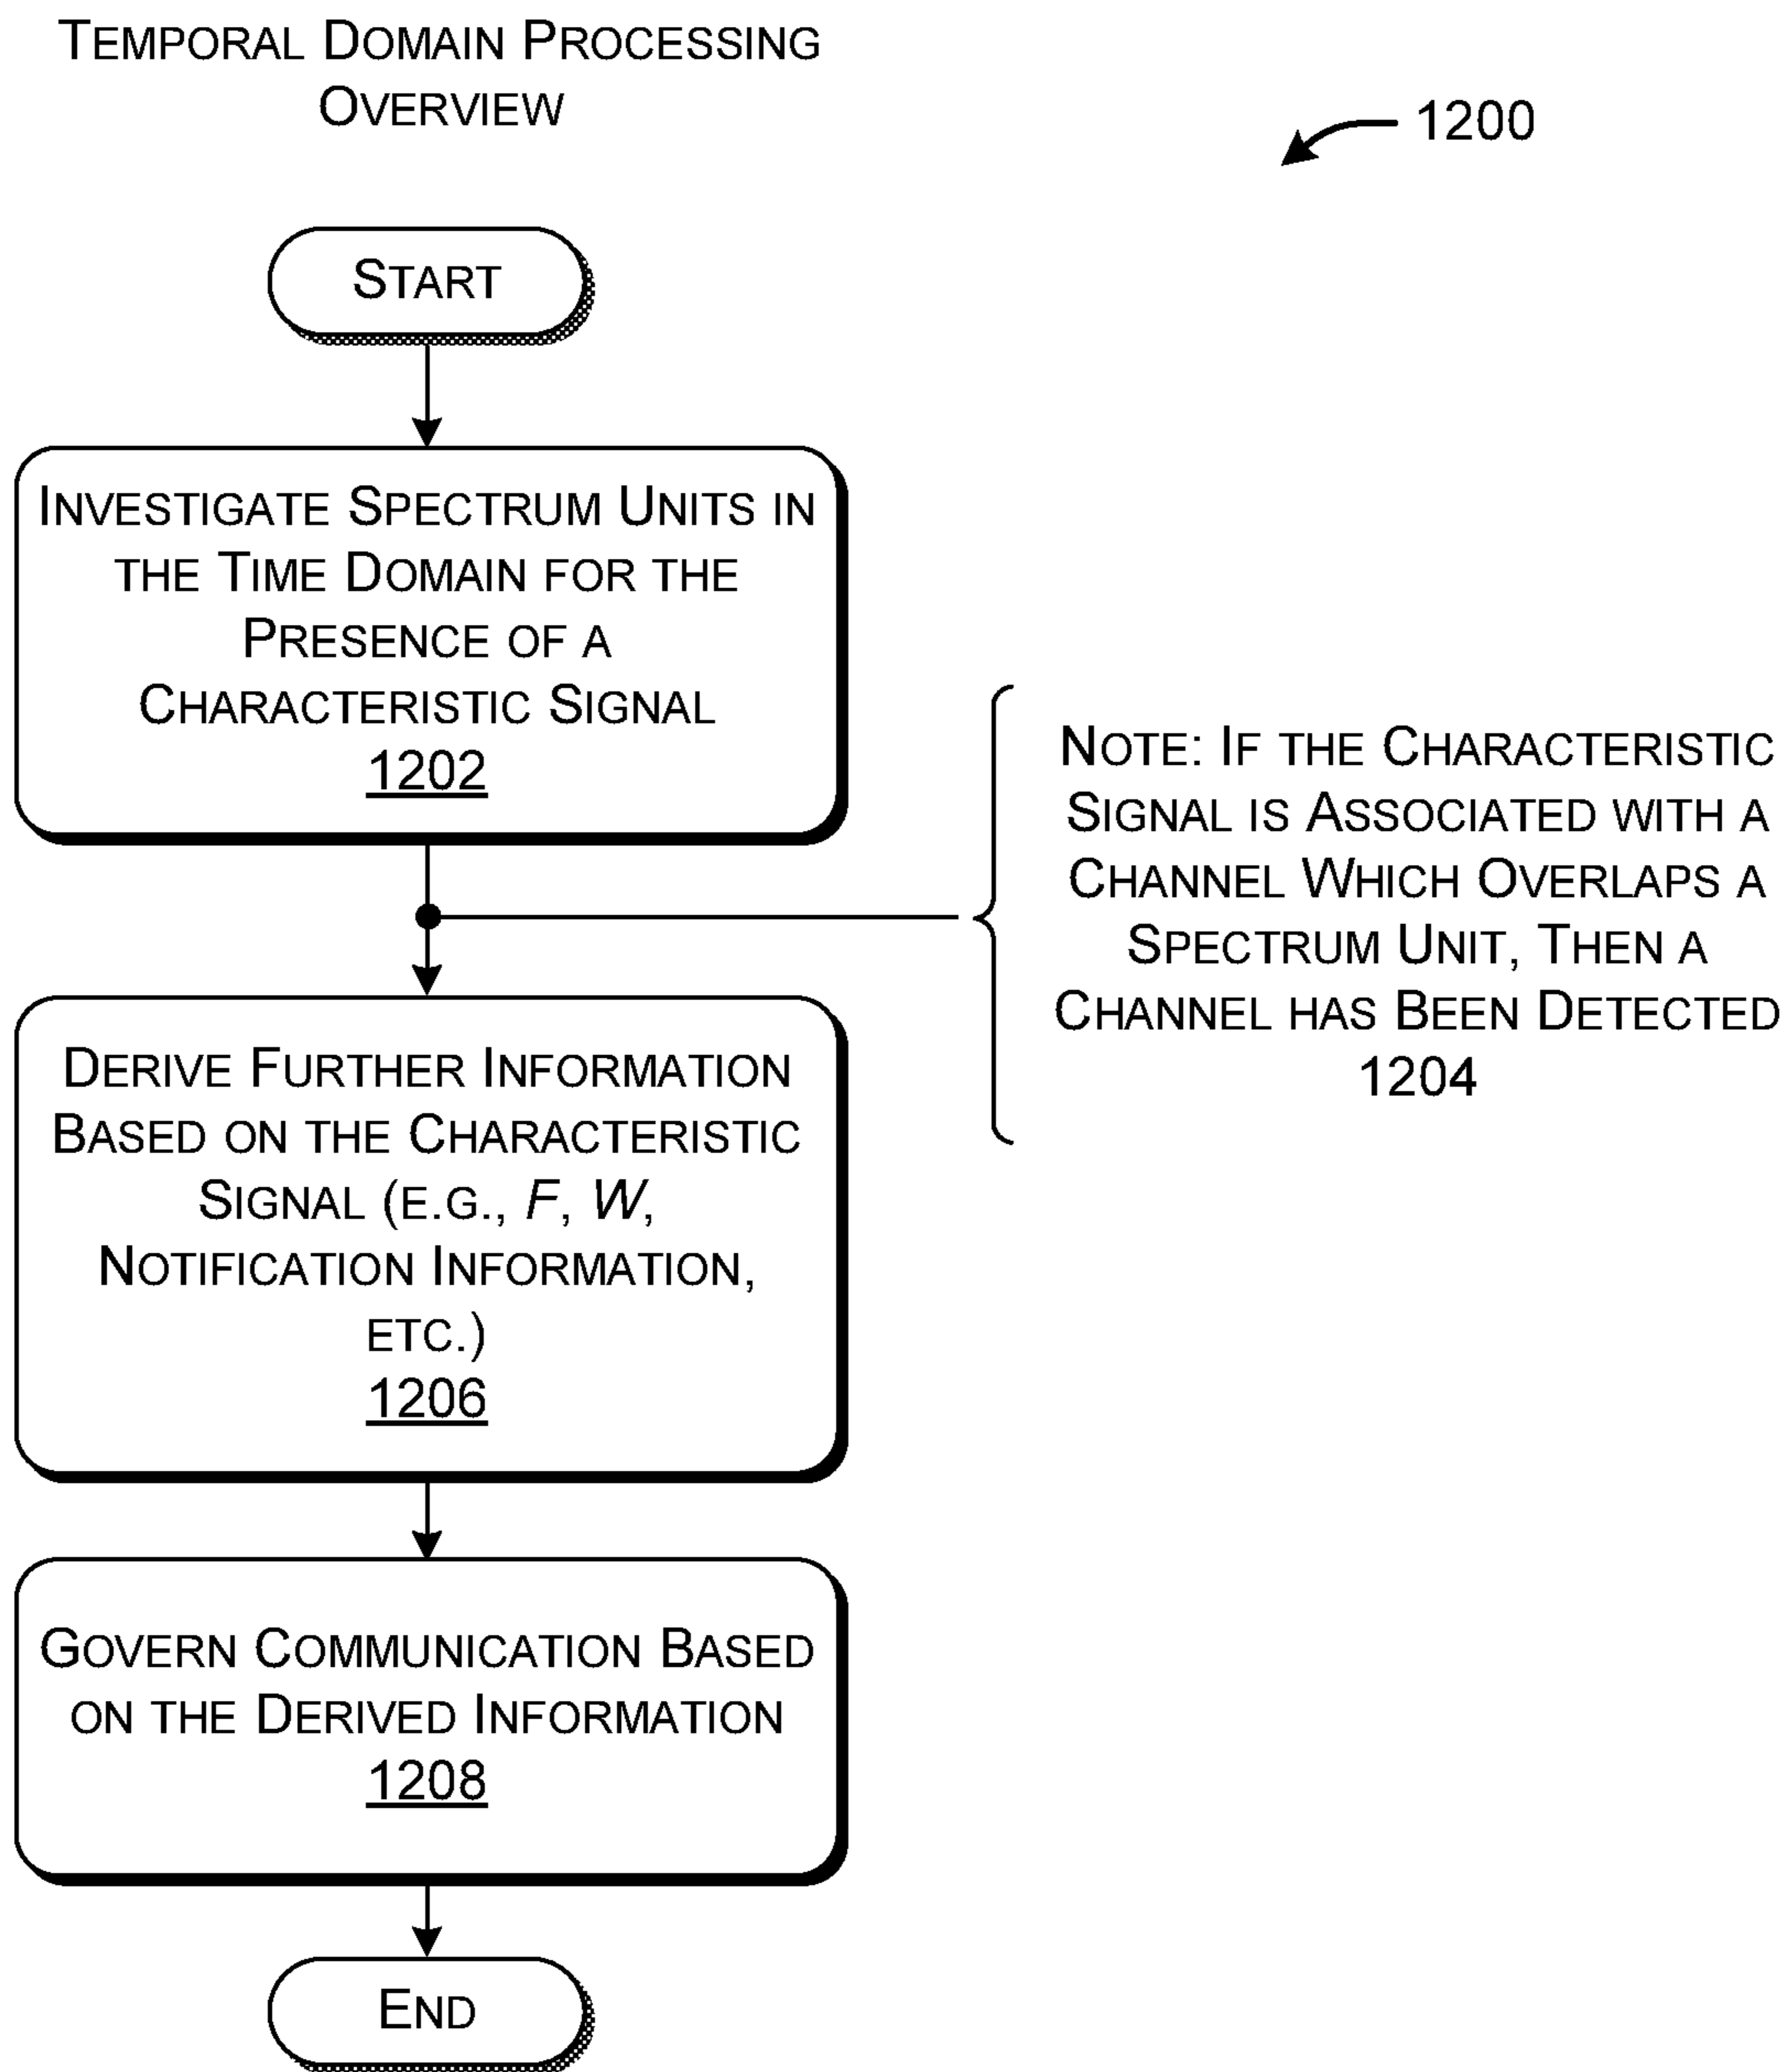 TEMPORAL DOMAIN PROCESSING
OVERVIEW
1200
START
INVESTIGATE SPECTRUM UNITS IN
THE TIME DOMAIN FOR THE
PRESENCE OF A
CHARACTERISTIC SIGNAL
1202
NOTE: IF THE CHARACTERISTIC
SIGNAL IS ASSOCIATED WITH A
CHANNEL WHICH OVERLAPS A
SPECTRUM UNIT, THEN A
CHANNEL HAS BEEN DETECTED
1204
DERIVE FURTHER INFORMATION
BASED ON THE CHARACTERISTIC
SIGNAL (E.G., F, W,
NOTIFICATION INFORMATION,
ETC.)
1206
GOVERN COMMUNICATION BASED
ON THE DERIVED INFORMATION
1208
END